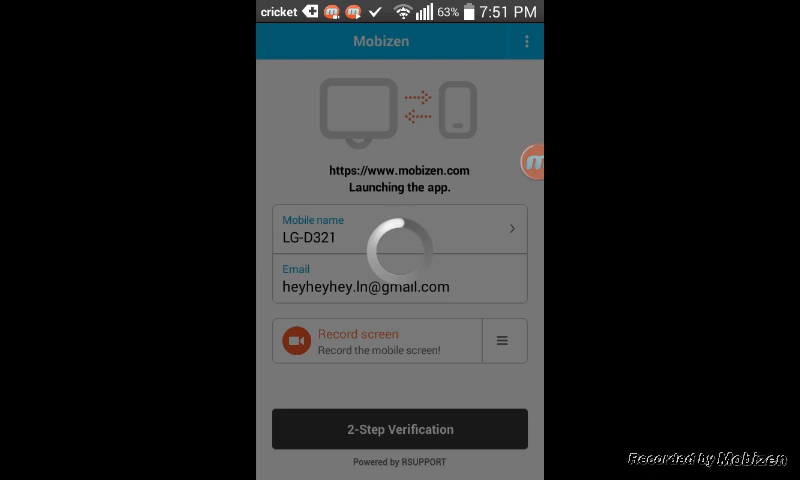 cricket 63% 7:51 PM
Mobizen
https://www.mobizen.com
Launching the app.
Mobile name
LG-D321
Email
heyheyhey.ln@gmail.com
Record screen
Record the mobile screen!
2-Step Verification
Powered by RSUPPORT
Recorded by Mobizen